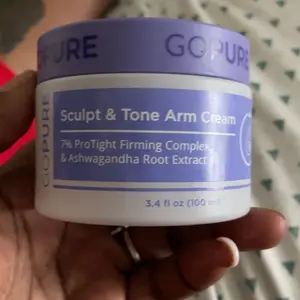 GOPURE
GOPURE
GOPURE
Sculpt & Tone Arm Cream
7% ProTight Firming Complex
& Ashwagandha Root Extract
3.4 fl oz (100 ml)